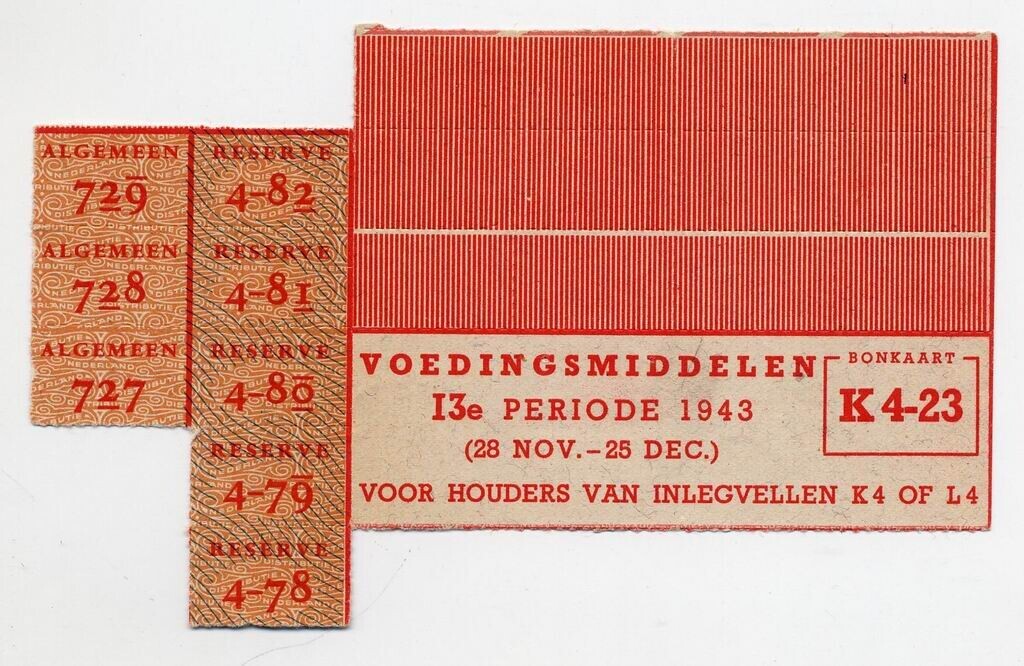 ALGEMEEN
729
ALGEMEEN
728
ALGEMEEN
727
RESERVE
4-82
RESERVE
4-81
RESERVE
4-80
RESERVE
4-79
RESERVE
4-78
VOEDINGSMIDDELEN
13e PERIODE 1943
(28 NOV.–25 DEC.)
VOOR HOUDERS VAN INLEGVELLEN K4 OF L4
BONKAART
K 4-23